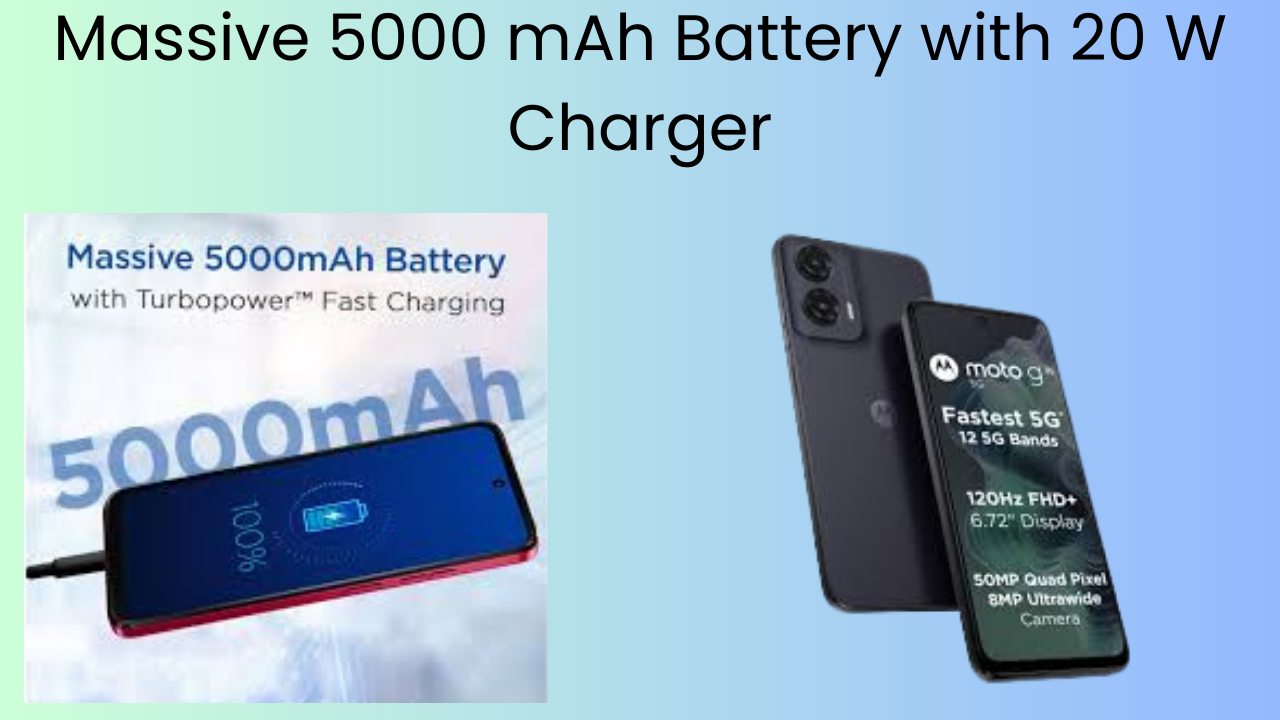 Massive 5000 mAh Battery with 20 W
Charger
Massive 5000mAh Battery
with Turbopower™ Fast Charging
5000mAh
100%
moto g
5G
Fastest 5G
12 5G Bands
120Hz FHD+
6.72" Display
50MP Quad Pixel
8MP Ultrawide
Camera